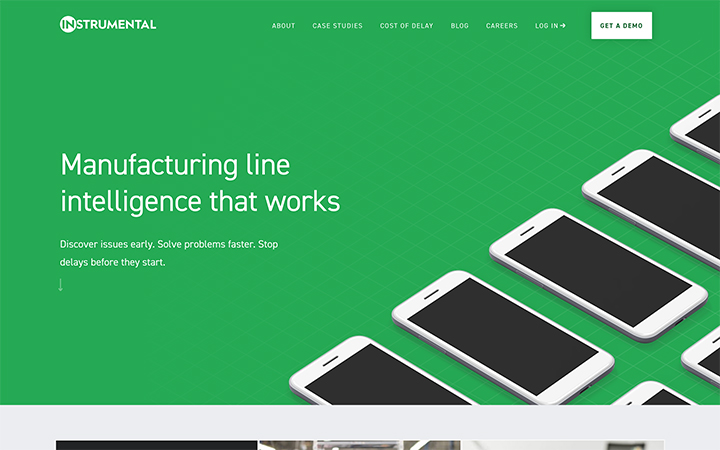 INSTRUMENTAL
ABOUT CASE STUDIES COST OF DELAY BLOG CAREERS LOG IN → GET A DEMO
Manufacturing line
intelligence that works
Discover issues early. Solve problems faster. Stop
delays before they start.
↓